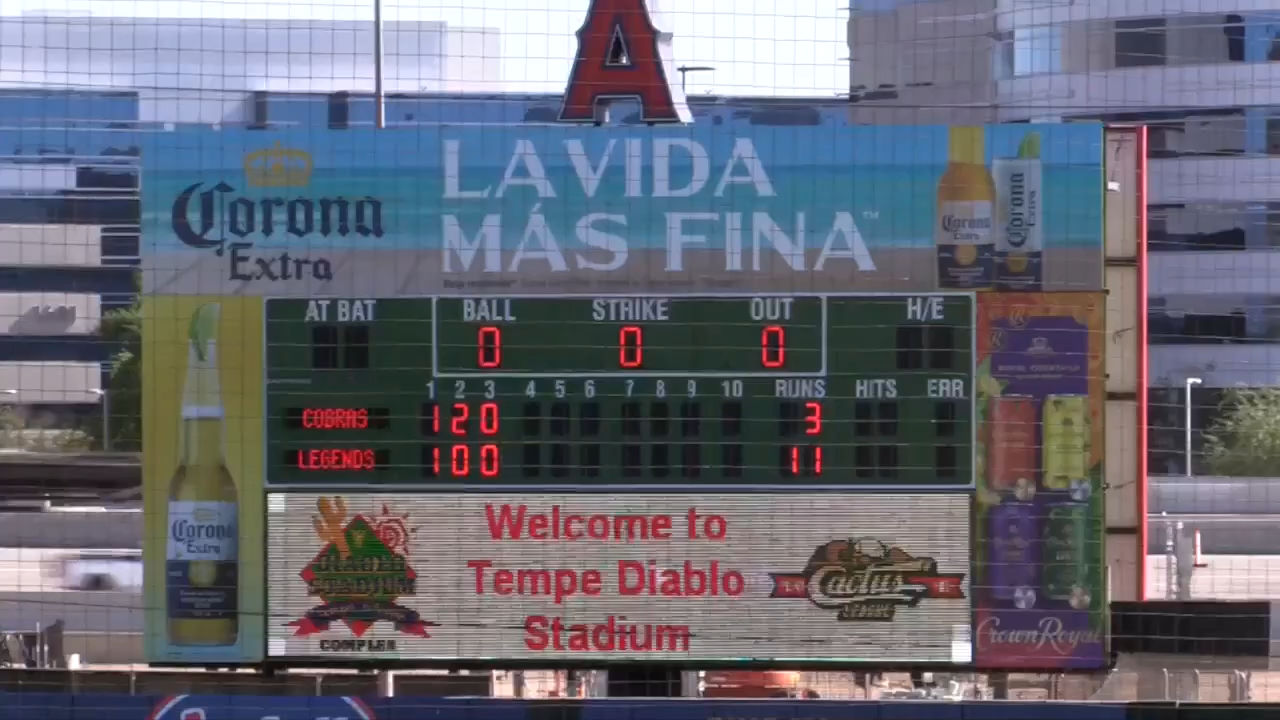 A
LA VIDA
MÁS FINA™
Corona
Extra
Corona
Extra
Corona
Extra
AT BAT BALL STRIKE OUT H/E
0 0 0
1 2 3 4 5 6 7 8 9 10 RUNS HITS ERR
COBRAS 1 2 0 3
LEGENDS 1 0 0 11
Corona
Extra
Welcome to
Tempe Diablo
Stadium
COMPLEX
Cactus
LEAGUE
Crown Royal